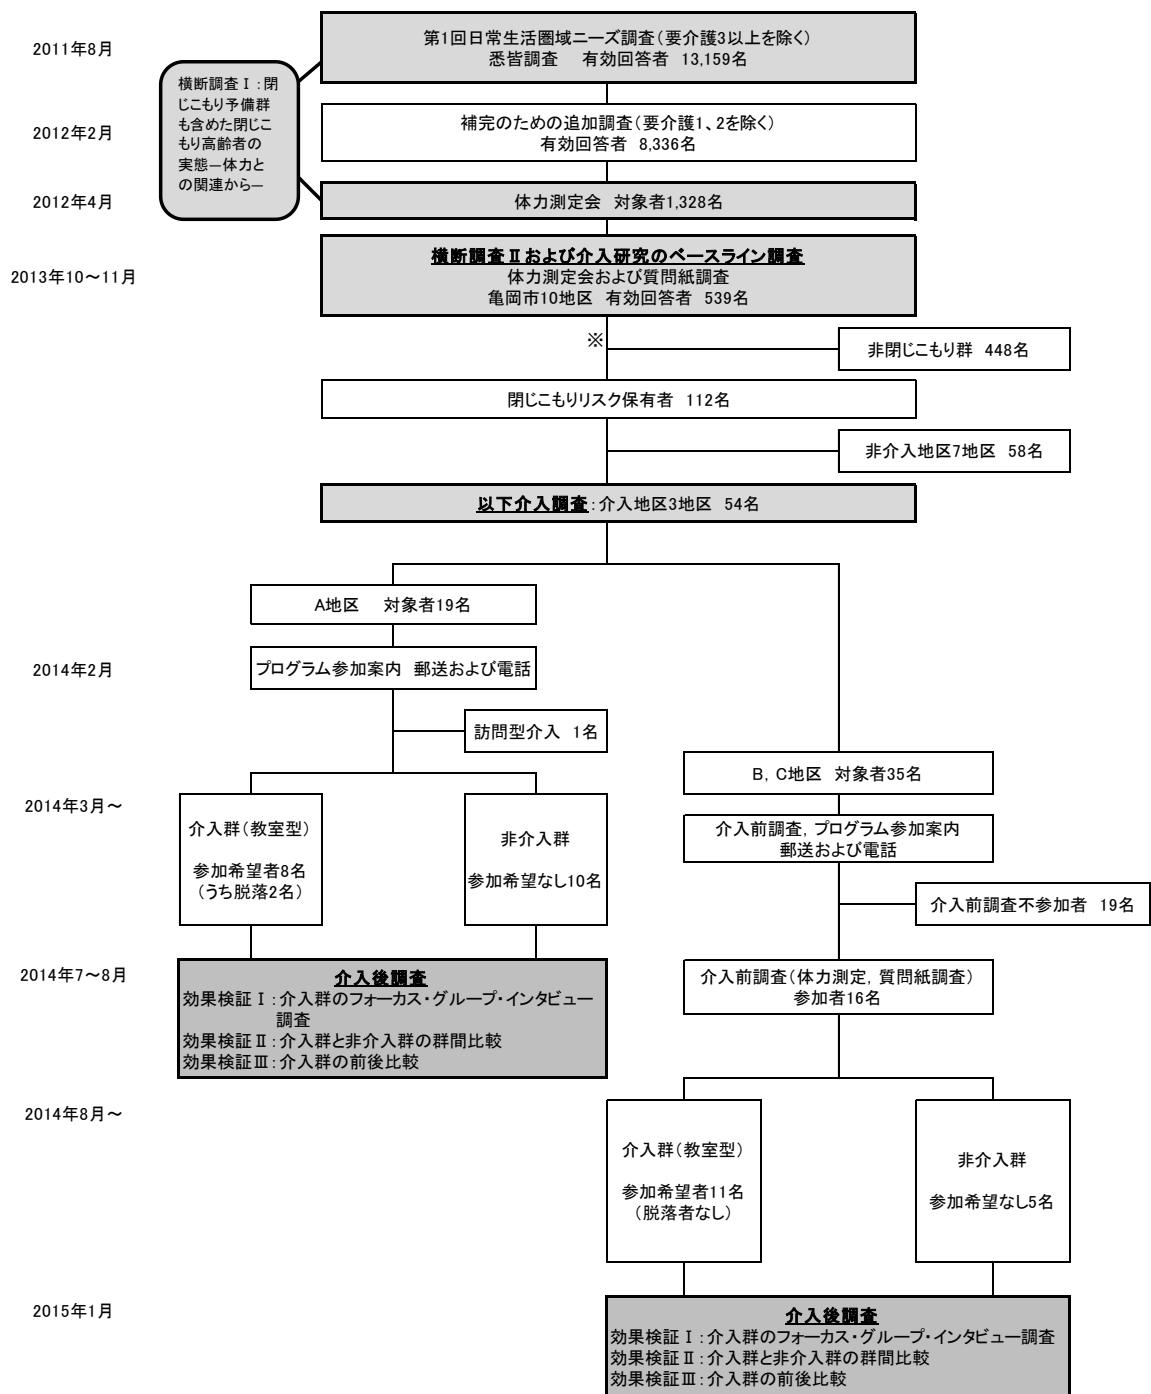 2011年8月
第1回日常生活圏域ニーズ調査（要介護3以上を除く）
悉皆調査　有効回答者 13,159名
横断調査Ⅰ：閉
じこもり予備群
も含めた閉じこ
もり高齢者の
実態―体力と
の関連から―
2012年2月
補完のための追加調査（要介護1、2を除く）
有効回答者 8,336名
2012年4月
体力測定会 対象者1,328名
2013年10～11月
横断調査Ⅱおよび介入研究のベースライン調査
体力測定会および質問紙調査
亀岡市10地区 有効回答者 539名
※
非閉じこもり群 448名
閉じこもりリスク保有者 112名
非介入地区7地区 58名
以下介入調査：介入地区3地区 54名
A地区　対象者19名
2014年2月
プログラム参加案内 郵送および電話
訪問型介入 1名
B，C地区 対象者35名
2014年3月～
介入群（教室型）
参加希望者8名
（うち脱落2名）
非介入群
参加希望なし10名
介入前調査，プログラム参加案内
郵送および電話
介入前調査不参加者 19名
2014年7～8月
介入後調査
効果検証Ⅰ：介入群のフォーカス・グループ・インタビュー
調査
効果検証Ⅱ：介入群と非介入群の群間比較
効果検証Ⅲ：介入群の前後比較
介入前調査（体力測定，質問紙調査）
参加者16名
2014年8月～
介入群（教室型）
参加希望者11名
（脱落者なし）
非介入群
参加希望なし5名
2015年1月
介入後調査
効果検証Ⅰ：介入群のフォーカス・グループ・インタビュー調査
効果検証Ⅱ：介入群と非介入群の群間比較
効果検証Ⅲ：介入群の前後比較